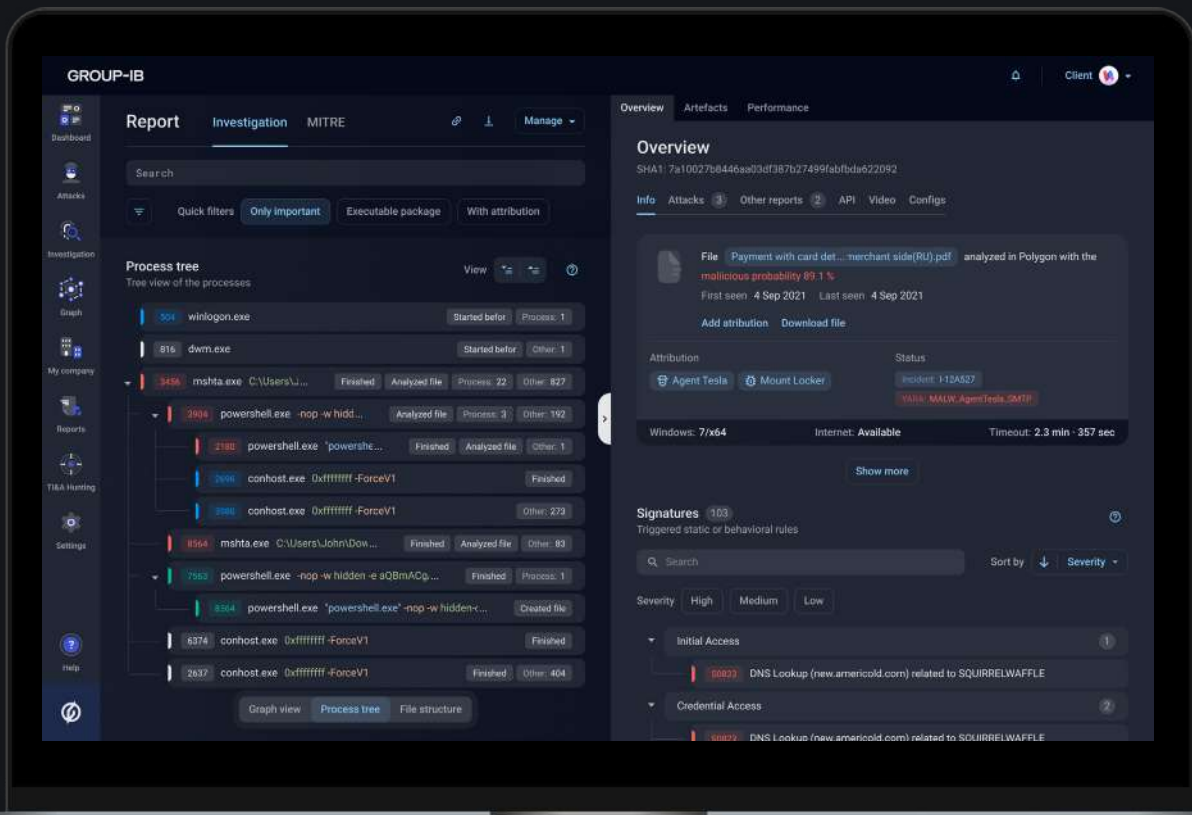 GROUP-IB
Client
Dashboard
Attacks
Investigation
Graph
My company
Reports
TI&A Hunting
Settings
Help
Report Investigation MITRE Manage
Search
Quick filters Only important Executable package With attribution
Process tree View
Tree view of the processes
504 winlogon.exe Started befor Process: 1
816 dwm.exe Started befor Other: 1
3456 mshta.exe C:\Users\J... Finished Analyzed file Process: 22 Other: 827
2904 powershell.exe -nop -w hidd... Analyzed file Process: 3 Other: 192
2180 powershell.exe "powershe... Finished Analyzed file Other: 1
conhost.exe 0xffffffff -ForceV1 Finished
conhost.exe 0xffffffff -ForceV1 Other: 273
8564 mshta.exe C:\Users\John\Dow... Finished Analyzed file Other: 83
7563 powershell.exe -nop -w hidden -e aQBmACg.... Finished Process: 1
8364 powershell.exe "powershell.exe" -nop -w hidden-c... Created file
6374 conhost.exe 0xffffffff -ForceV1 Finished
2637 conhost.exe 0xffffffff -ForceV1 Finished Other: 404
Graph view Process tree File structure
Overview Artefacts Performance
Overview
SHA1: 7a10027b8446aa03df387b27499fabfbda622092
Info Attacks 3 Other reports 2 API Video Configs
File Payment with card det... merchant side(RU).pdf analyzed in Polygon with the
mallicious probability 89.1 %
First seen 4 Sep 2021 Last seen 4 Sep 2021
Add atribution Download file
Attribution Status
Agent Tesla Mount Locker Incident: I-12A527
YARA: MALW_AgentTesla_SMTP
Windows: 7/x64 Internet: Available Timeout: 2.3 min - 357 sec
Show more
Signatures 103
Triggered static or behavioral rules
Search Sort by Severity
Severity High Medium Low
Initial Access 1
S0823 DNS Lookup (new.americold.com) related to SQUIRRELWAFFLE
Credential Access 2
S0823 DNS Lookup (new.americold.com) related to SQUIRRELWAFFLE